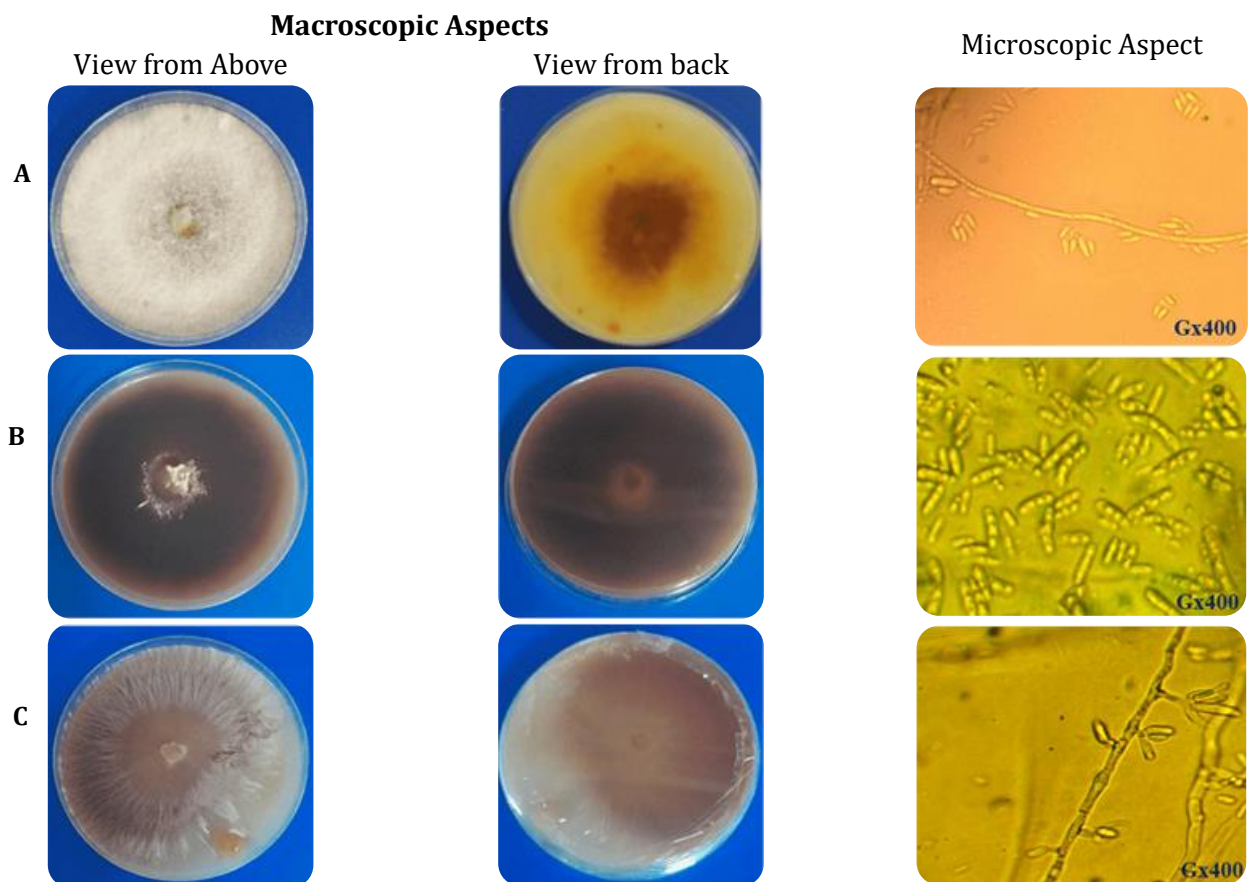 Macroscopic Aspects
Microscopic Aspect
View from Above
View from back
A
Gx400
B
Gx400
C
Gx400